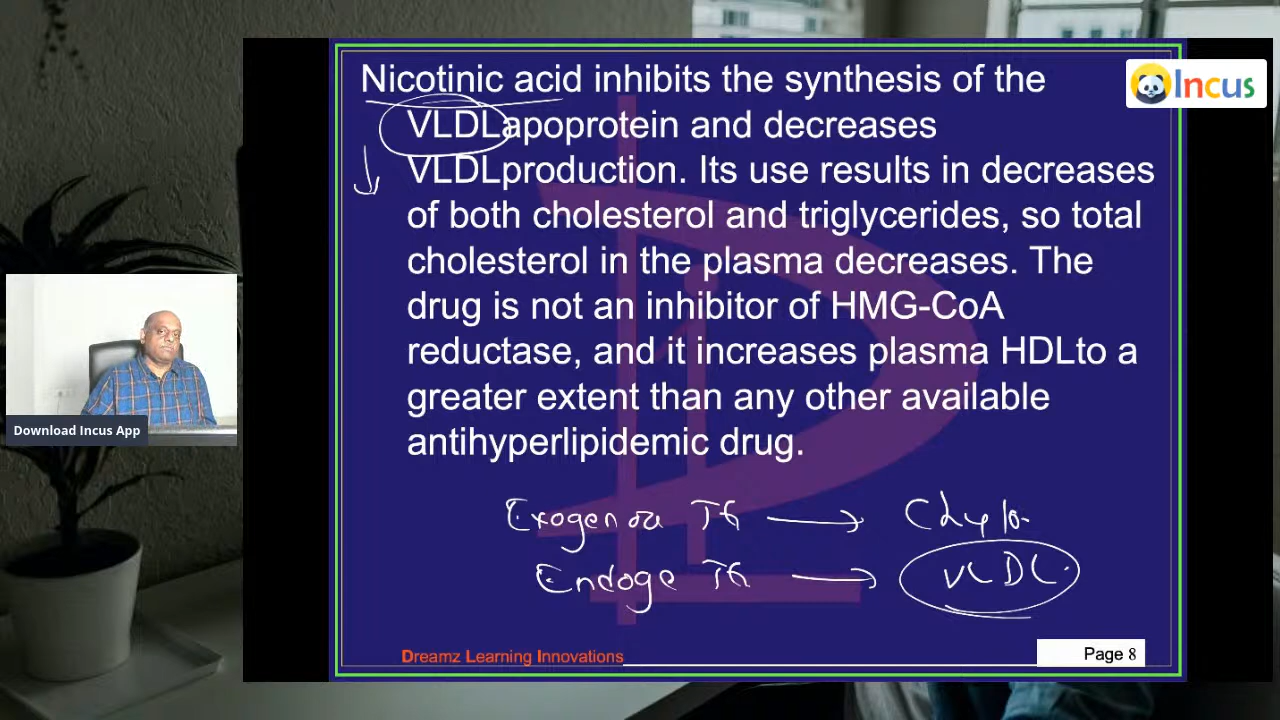 Nicotinic acid inhibits the synthesis of the
VLDLapoprotein and decreases
VLDLproduction. Its use results in decreases
of both cholesterol and triglycerides, so total
cholesterol in the plasma decreases. The
drug is not an inhibitor of HMG-CoA
reductase, and it increases plasma HDLto a
greater extent than any other available
antihyperlipidemic drug.
TG
Endoge TG VLDL
Dreamz Learning Innovations
Page 8
Incus
Download Incus App